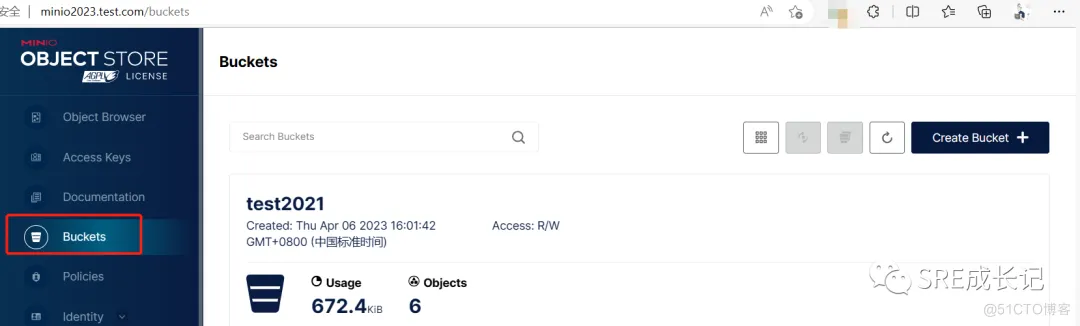 安全 | minio2023.test.com/buckets
MINIO
OBJECT STORE
AGPLv3 LICENSE
Buckets
Object Browser
Access Keys
Documentation
Buckets
Policies
Identity
Search Buckets
Create Bucket +
test2021
Created: Thu Apr 06 2023 16:01:42 Access: R/W
GMT+0800 (中国标准时间)
Usage Objects
672.4KiB 6
SRE成长记
@51CTO博客